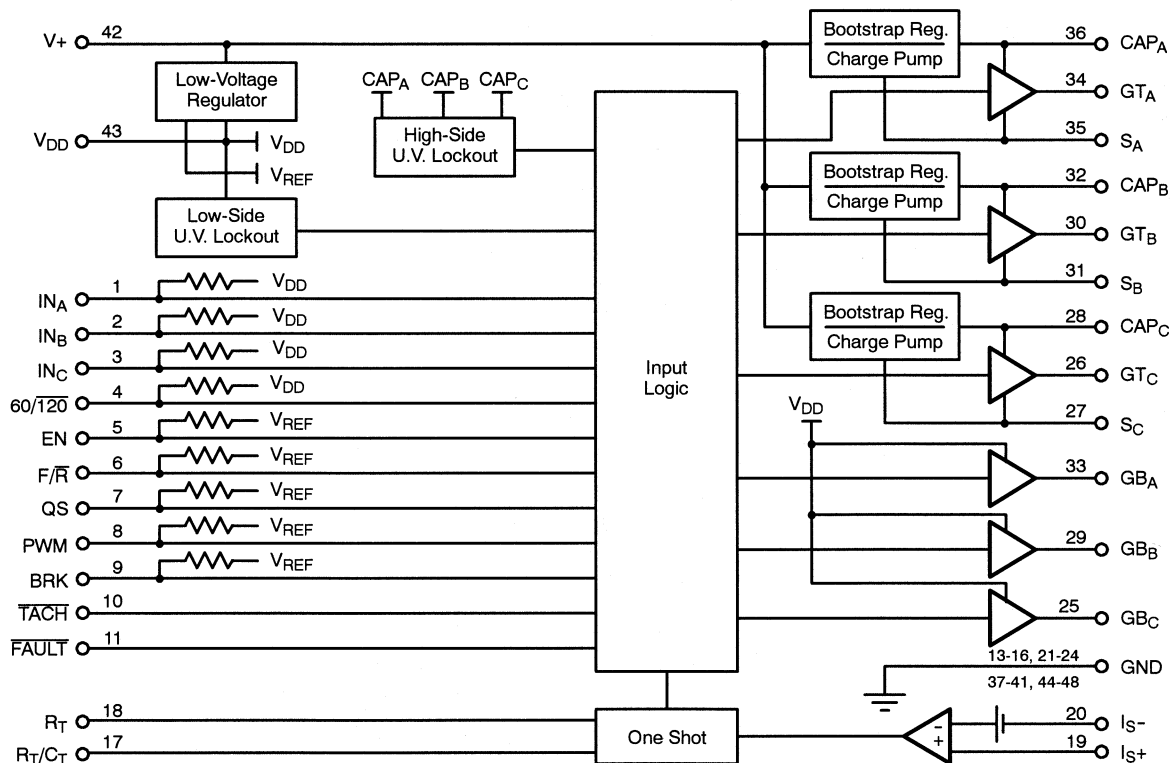 V+ 42
Low-Voltage
Regulator
V_DD 43
V_DD
V_REF
Low-Side
U.V. Lockout
CAP_A CAP_B CAP_C
High-Side
U.V. Lockout
IN_A 1 V_DD
IN_B 2 V_DD
IN_C 3 V_DD
60/1̅2̅0̅ 4 V_DD
EN 5 V_REF
F/R̅ 6 V_REF
QS 7 V_REF
PWM 8 V_REF
BRK 9 V_REF
T̅A̅C̅H̅ 10
F̅A̅U̅L̅T̅ 11
R_T 18
R_T/C_T 17
Input
Logic
One Shot
Bootstrap Reg.
Charge Pump
36 CAP_A
34 GT_A
35 S_A
Bootstrap Reg.
Charge Pump
32 CAP_B
30 GT_B
31 S_B
Bootstrap Reg.
Charge Pump
28 CAP_C
26 GT_C
27 S_C
V_DD
33 GB_A
29 GB_B
25 GB_C
13-16, 21-24 GND
37-41, 44-48
- 20 I_S-
+ 19 I_S+